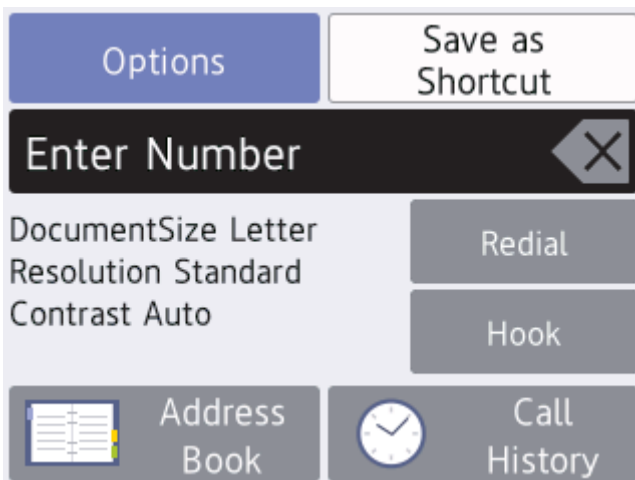 Options
Save as
Shortcut
Enter Number
DocumentSize Letter
Resolution Standard
Contrast Auto
Redial
Hook
Address
Book
Call
History